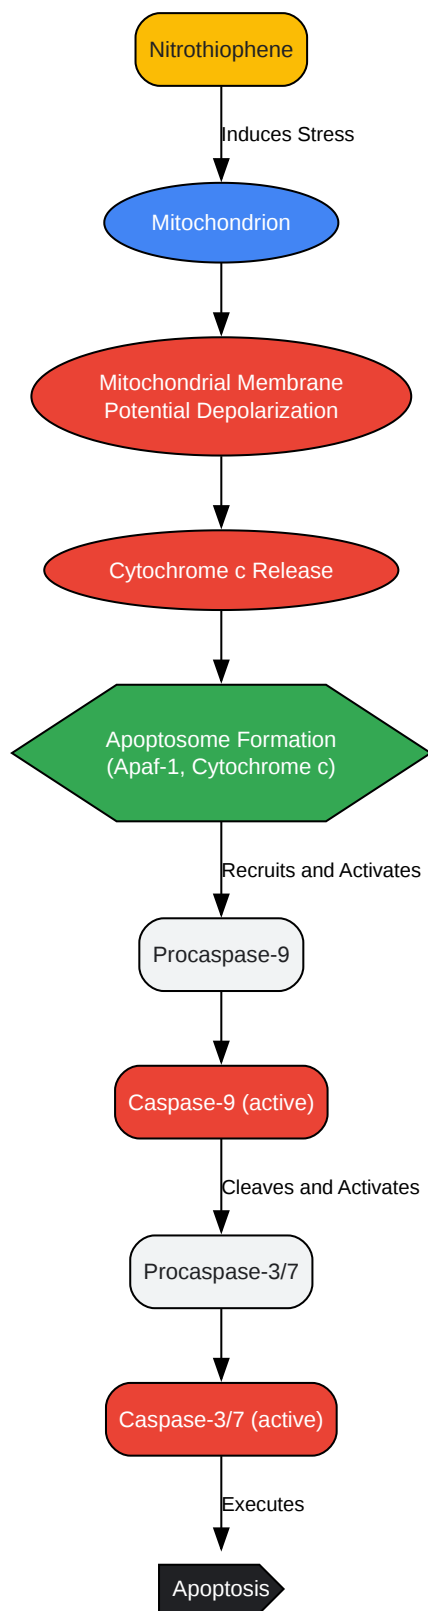 Nitrothiophene
Induces Stress
Mitochondrion
Mitochondrial Membrane
Potential Depolarization
Cytochrome c Release
Apoptosome Formation
(Apaf-1, Cytochrome c)
Recruits and Activates
Procaspase-9
Caspase-9 (active)
Cleaves and Activates
Procaspase-3/7
Caspase-3/7 (active)
Executes
Apoptosis